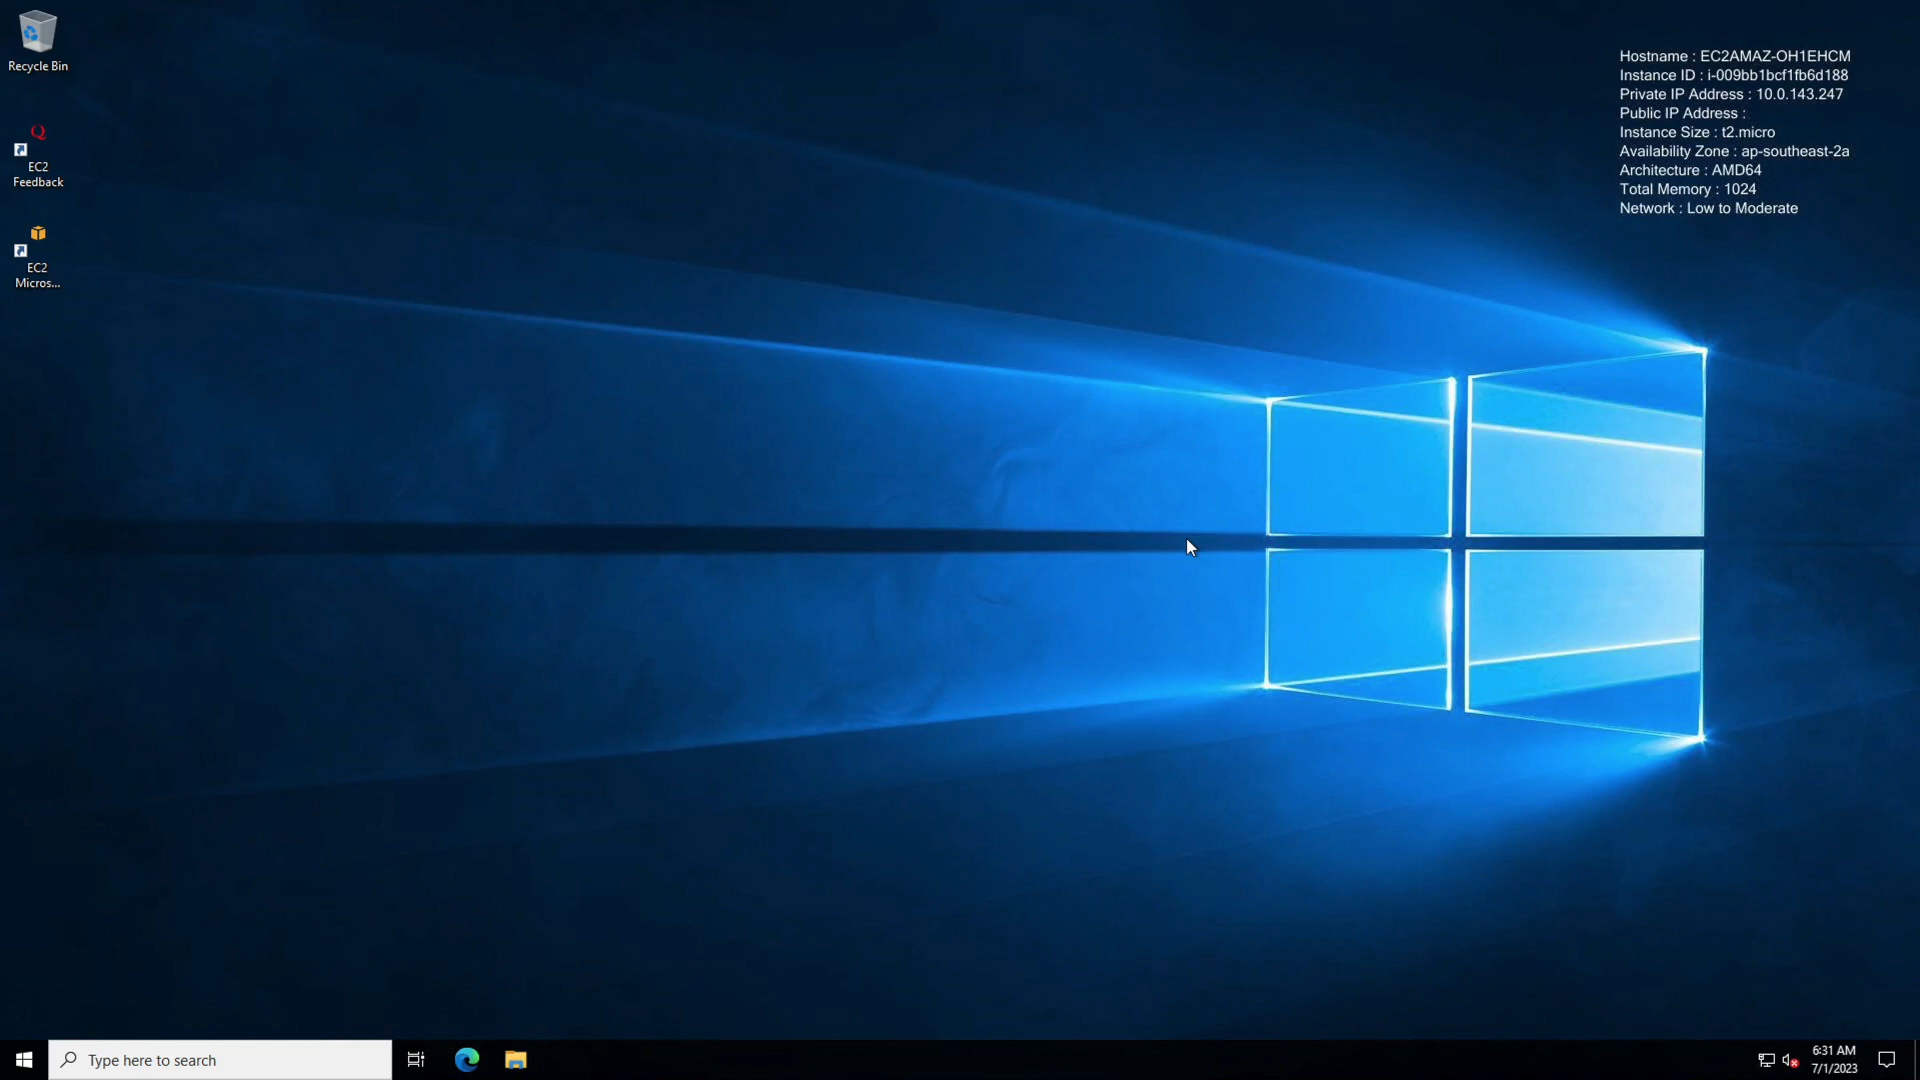 Recycle Bin
EC2
Feedback
EC2
Micros...
Hostname : EC2AMAZ-OH1EHCM
Instance ID : i-009bb1bcf1fb6d188
Private IP Address : 10.0.143.247
Public IP Address :
Instance Size : t2.micro
Availability Zone : ap-southeast-2a
Architecture : AMD64
Total Memory : 1024
Network : Low to Moderate
Type here to search
6:31 AM
7/1/2023